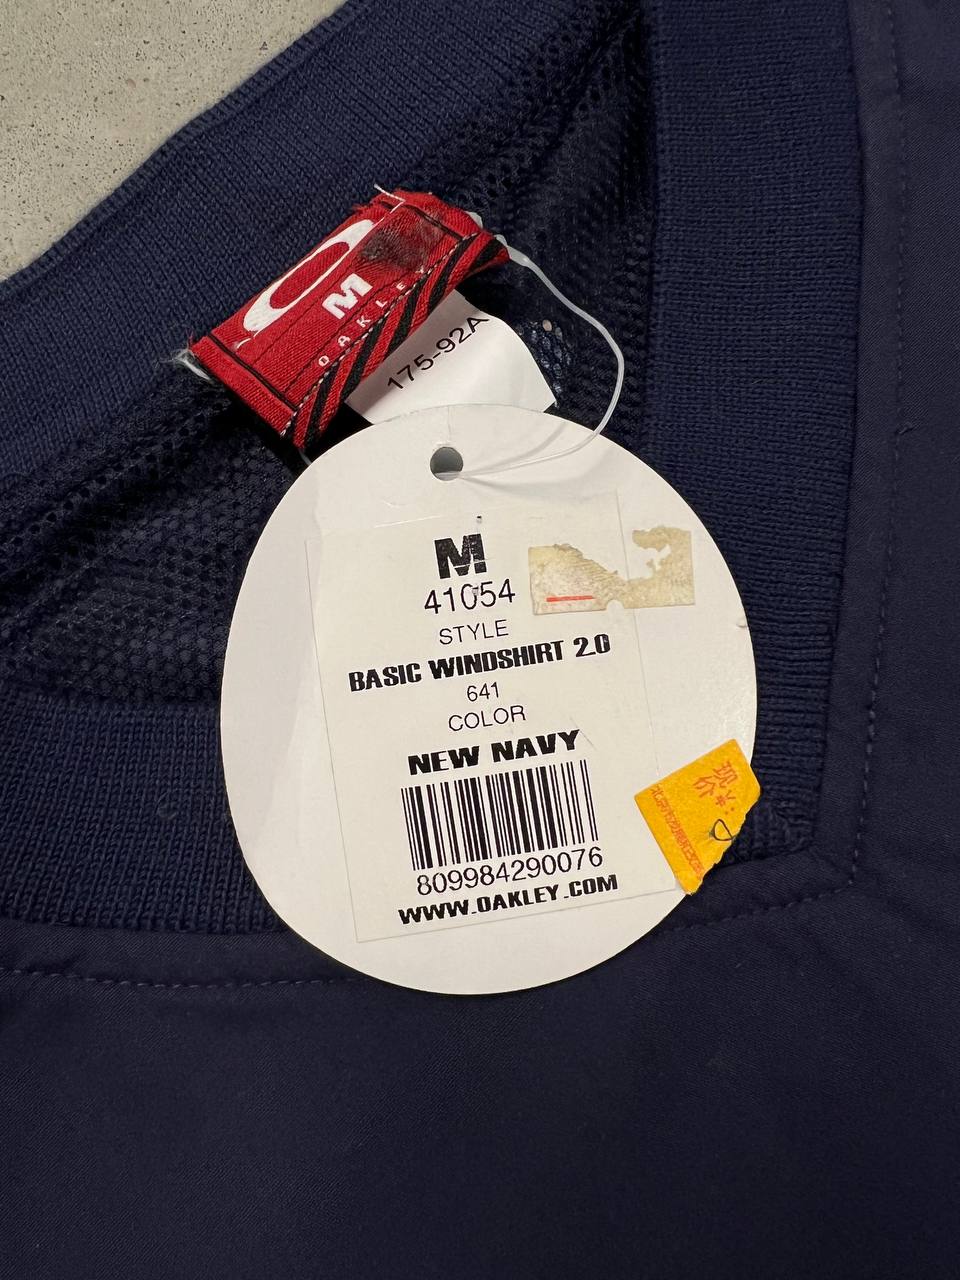 M
OAKLEY
175-92A
M
41054
STYLE
BASIC WINDSHIRT 2.0
641
COLOR
NEW NAVY
809984290076
WWW.OAKLEY.COM
现
价¥: